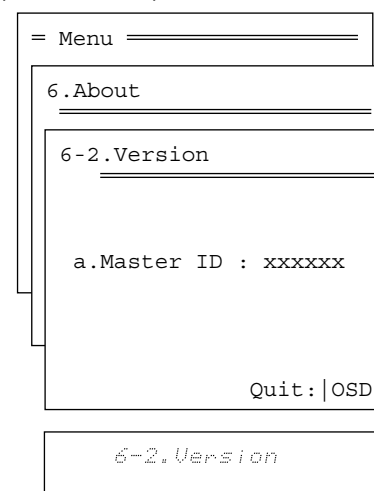 = Menu
6.About
6-2.Version
a.Master ID : xxxxxx
Quit:|OSD
6-2.Version